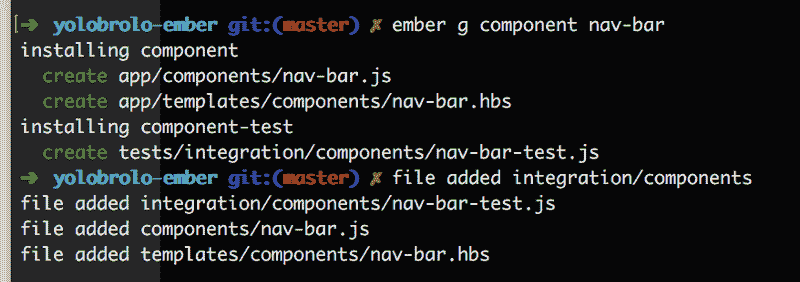 [➜ yolobrolo-ember git:(master) ✗ ember g component nav-bar
installing component
  create app/components/nav-bar.js
  create app/templates/components/nav-bar.hbs
installing component-test
  create tests/integration/components/nav-bar-test.js
➜ yolobrolo-ember git:(master) ✗ file added integration/components
file added integration/components/nav-bar-test.js
file added components/nav-bar.js
file added templates/components/nav-bar.hbs